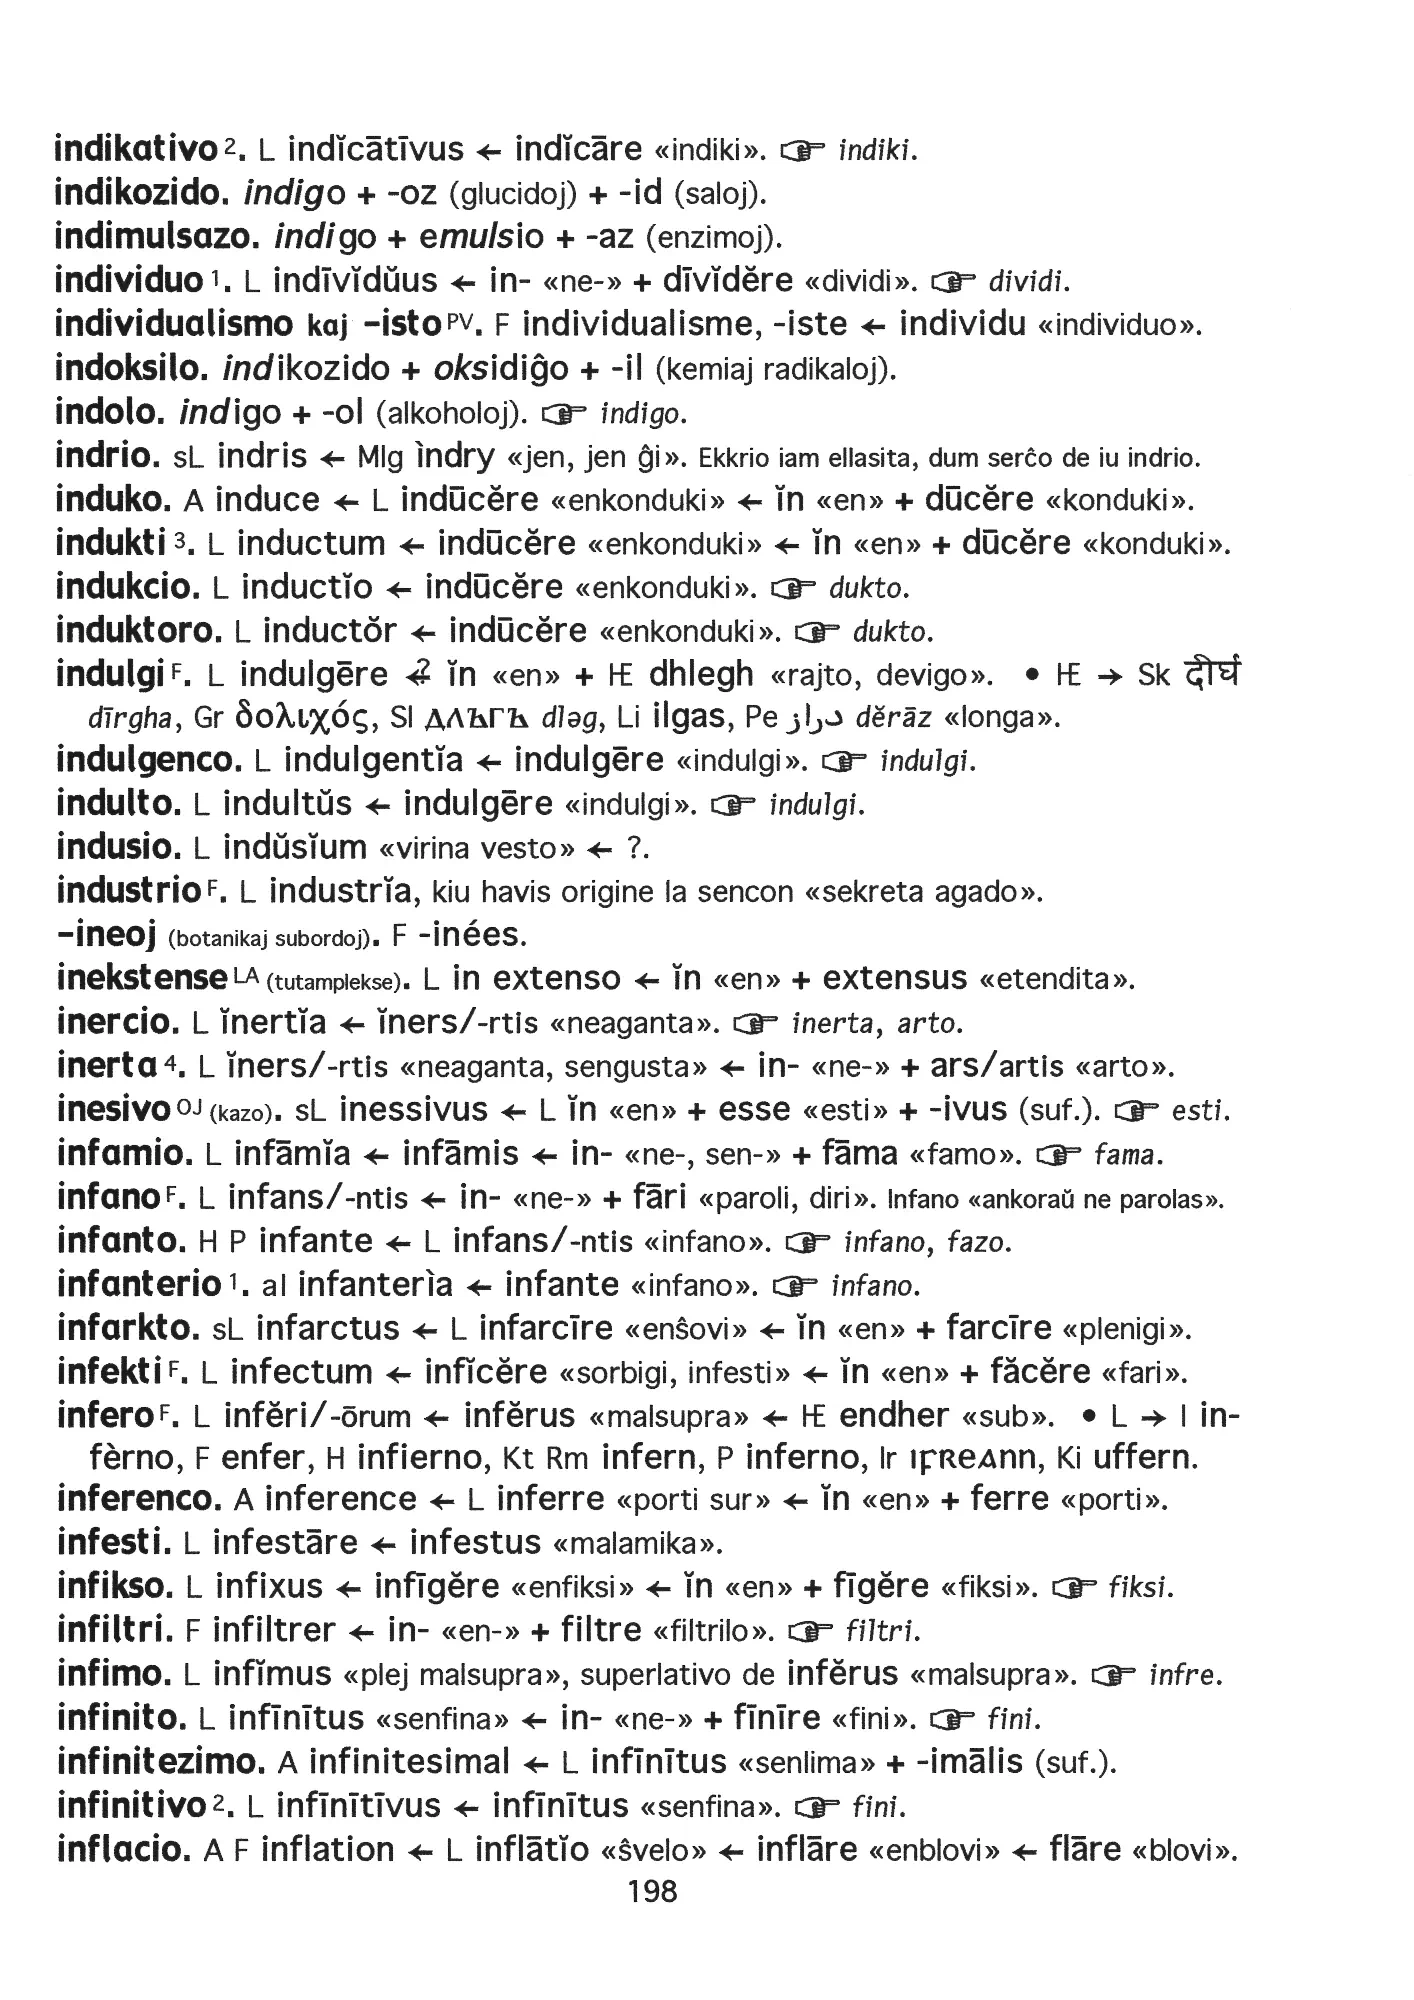 indikativo 2. L indĭcātīvus ← indĭcāre «indiki». ☞ indiki.
indikozido. indigo + -oz (glucidoj) + -id (saloj).
indimulsazo. indigo + emulsio + -az (enzimoj).
individuo 1. L indīvĭdŭus ← in- «ne-» + dīvĭdĕre «dividi». ☞ dividi.
individualismo kaj -isto PV. F individualisme, -iste ← individu «individuo».
indoksilo. indikozido + oksidiĝo + -il (kemiaj radikaloj).
indolo. indigo + -ol (alkoholoj). ☞ indigo.
indrio. sL indris ← Mlg ìndry «jen, jen ĝi». Ekkrio iam ellasita, dum serĉo de iu indrio.
induko. A induce ← L indūcĕre «enkonduki» ← ĭn «en» + dūcĕre «konduki».
indukti 3. L inductum ← indūcĕre «enkonduki» ← ĭn «en» + dūcĕre «konduki».
indukcio. L inductĭo ← indūcĕre «enkonduki». ☞ dukto.
induktoro. L inductŏr ← indūcĕre «enkonduki». ☞ dukto.
indulgi F. L indulgēre ←? ĭn «en» + HE dhlegh «rajto, devigo». • HE → Sk दीर्घ
dīrgha, Gr δολιχός, Sl длъгъ dləg, Li ilgas, Pe دراز dĕrāz «longa».
indulgenco. L indulgentĭa ← indulgēre «indulgi». ☞ indulgi.
indulto. L indultŭs ← indulgēre «indulgi». ☞ indulgi.
indusio. L indŭsĭum «virina vesto» ← ?.
industrio F. L industrĭa, kiu havis origine la sencon «sekreta agado».
-ineoj (botanikaj subordoj). F -inées.
inekstense LA (tutamplekse). L in extenso ← ĭn «en» + extensus «etendita».
inercio. L ĭnertĭa ← ĭners/-rtis «neaganta». ☞ inerta, arto.
inerta 4. L ĭners/-rtis «neaganta, sengusta» ← in- «ne-» + ars/artis «arto».
inesivo OJ (kazo). sL inessivus ← L ĭn «en» + esse «esti» + -ivus (suf.). ☞ esti.
infamio. L infāmĭa ← infāmis ← in- «ne-, sen-» + fāma «famo». ☞ fama.
infano F. L infans/-ntis ← in- «ne-» + fāri «paroli, diri». Infano «ankoraŭ ne parolas».
infanto. H P infante ← L infans/-ntis «infano». ☞ infano, fazo.
infanterio 1. al infanterìa ← infante «infano». ☞ infano.
infarkto. sL infarctus ← L infarcīre «enŝovi» ← ĭn «en» + farcīre «plenigi».
infekti F. L infectum ← infĭcĕre «sorbigi, infesti» ← ĭn «en» + făcĕre «fari».
infero F. L infĕri/-ōrum ← infĕrus «malsupra» ← HE endher «sub». • L → I in-
fèrno, F enfer, H infierno, Kt Rm infern, P inferno, Ir ifreann, Ki uffern.
inferenco. A inference ← L inferre «porti sur» ← ĭn «en» + ferre «porti».
infesti. L infestāre ← infestus «malamika».
infikso. L infixus ← infīgĕre «enfiksi» ← ĭn «en» + fīgĕre «fiksi». ☞ fiksi.
infiltri. F infiltrer ← in- «en-» + filtre «filtrilo». ☞ filtri.
infimo. L infĭmus «plej malsupra», superlativo de infĕrus «malsupra». ☞ infre.
infinito. L infīnītus «senfina» ← in- «ne-» + fīnīre «fini». ☞ fini.
infinitezimo. A infinitesimal ← L infīnītus «senlima» + -imālis (suf.).
infinitivo 2. L infīnītīvus ← infīnītus «senfina». ☞ fini.
inflacio. A F inflation ← L inflātĭo «ŝvelo» ← inflāre «enblovi» ← flāre «blovi».
198